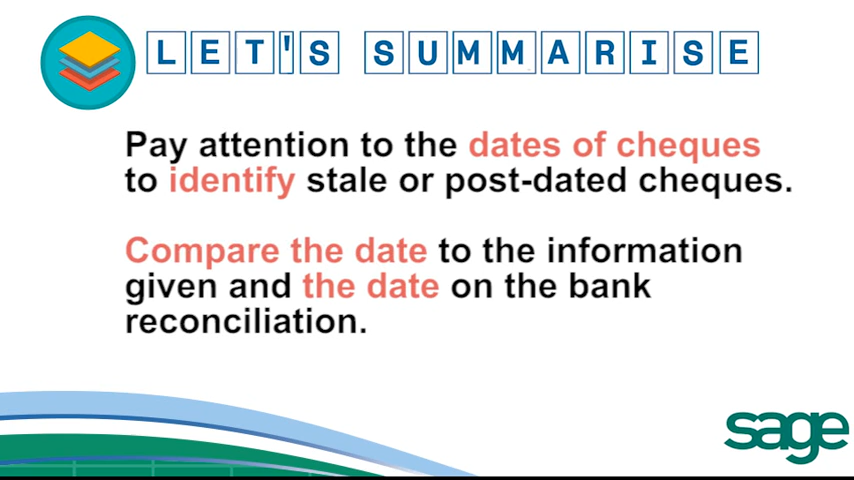 LET'S SUMMARISE
Pay attention to the dates of cheques
to identify stale or post-dated cheques.
Compare the date to the information
given and the date on the bank
reconciliation.
sage